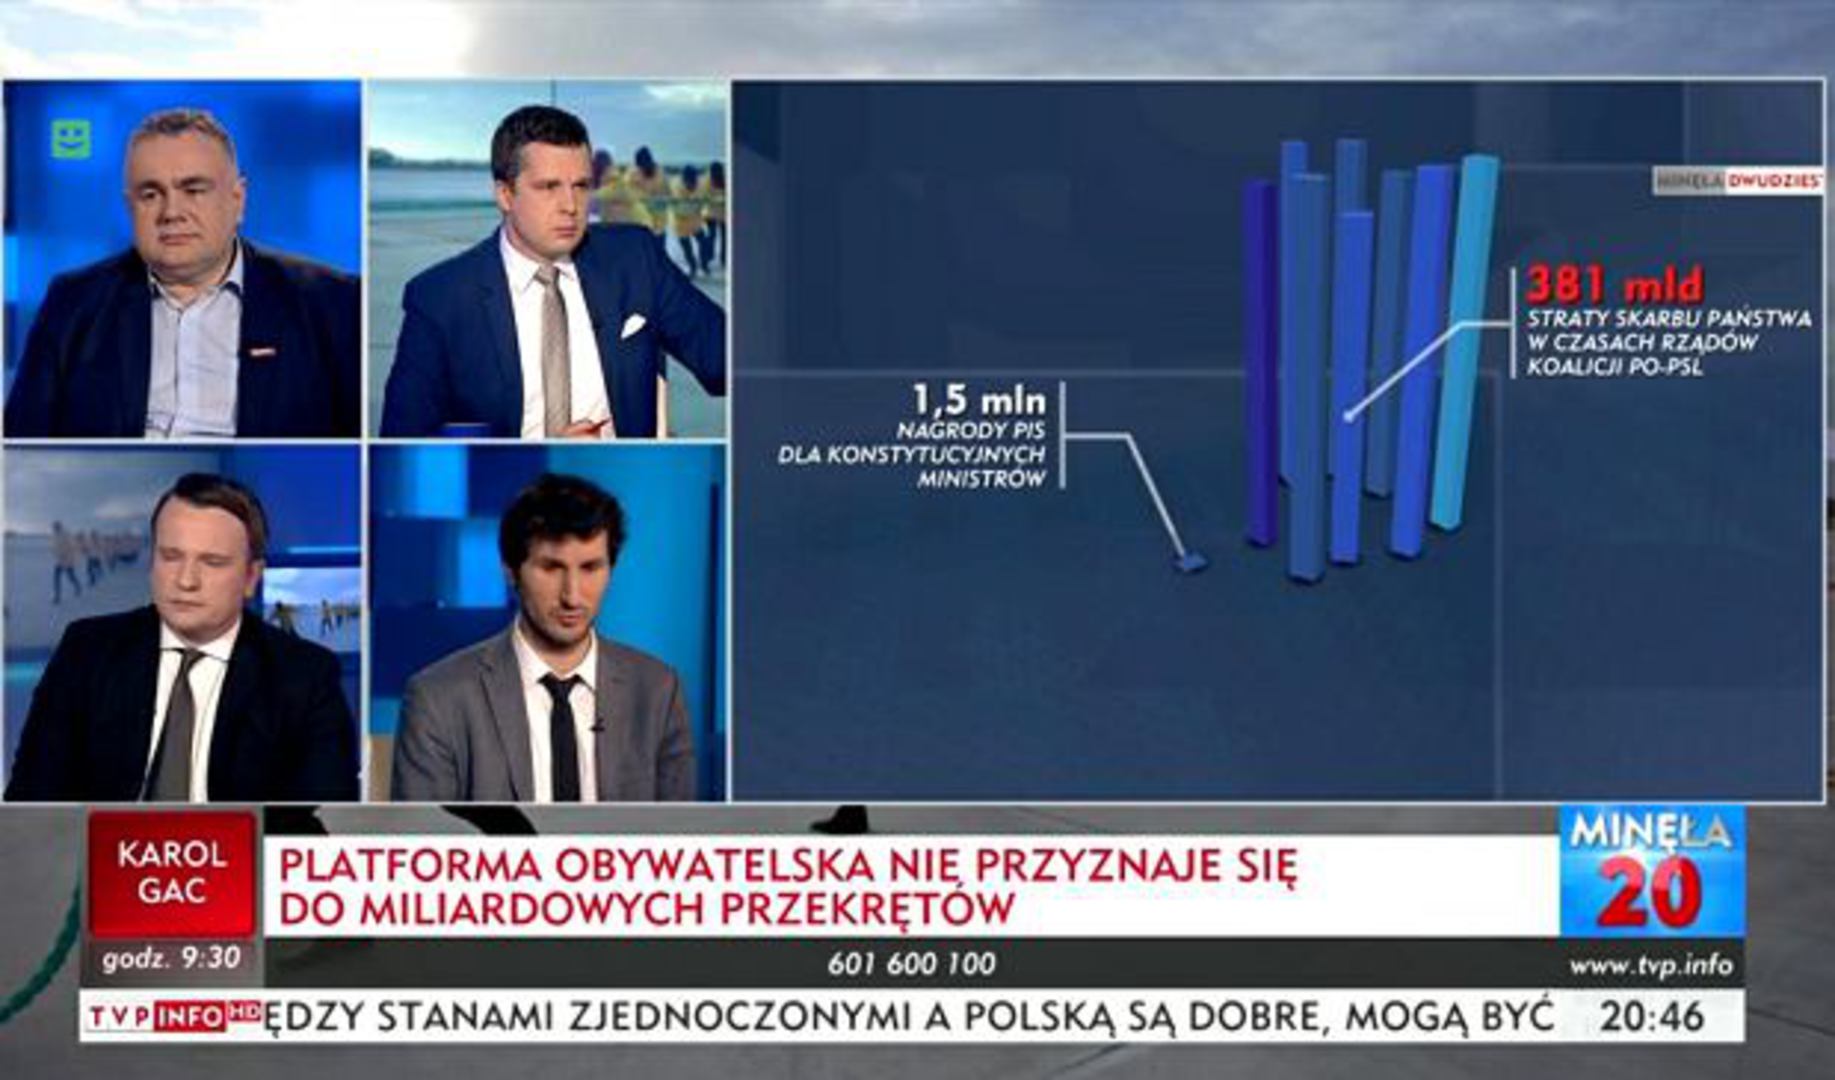 MINĘŁA DWUDZIES
381 mld
STRATY SKARBU PAŃSTWA
W CZASACH RZĄDÓW
KOALICJI PO-PSL
1,5 mln
NAGRODY PIS
DLA KONSTYTUCYJNYCH
MINISTRÓW
KAROL
GAC
godz. 9:30
PLATFORMA OBYWATELSKA NIE PRZYZNAJE SIĘ
DO MILIARDOWYCH PRZEKRĘTÓW
MINĘŁA
20
601 600 100
www.tvp.info
TVP INFO HD
ĘDZY STANAMI ZJEDNOCZONYMI A POLSKĄ SĄ DOBRE, MOGĄ BYĆ
20:46